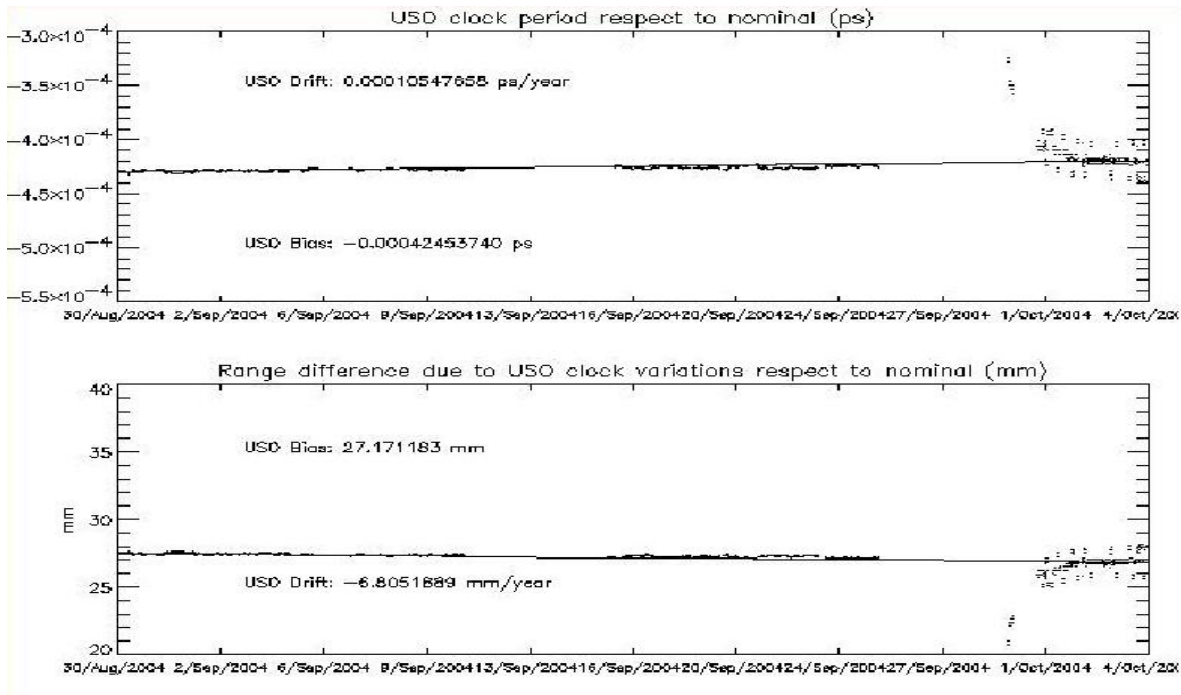 USO clock period respect to nominal (ps)
−3.0×10−4
−3.5×10−4
−4.0×10−4
−4.5×10−4
−5.0×10−4
−5.5×10−4
USO Drift: 0.00010547658 ps/year
USO Bias: −0.00042453740 ps
30/Aug/2004 2/Sep/2004 6/Sep/2004 9/Sep/200413/Sep/200416/Sep/200420/Sep/200424/Sep/200427/Sep/2004 1/Oct/2004 4/Oct/200
Range difference due to USO clock variations respect to nominal (mm)
40
35
30
25
20
mm
USO Bias: 27.171183 mm
USO Drift: −6.8051689 mm/year
30/Aug/2004 2/Sep/2004 6/Sep/2004 9/Sep/200413/Sep/200416/Sep/200420/Sep/200424/Sep/200427/Sep/2004 1/Oct/2004 4/Oct/200